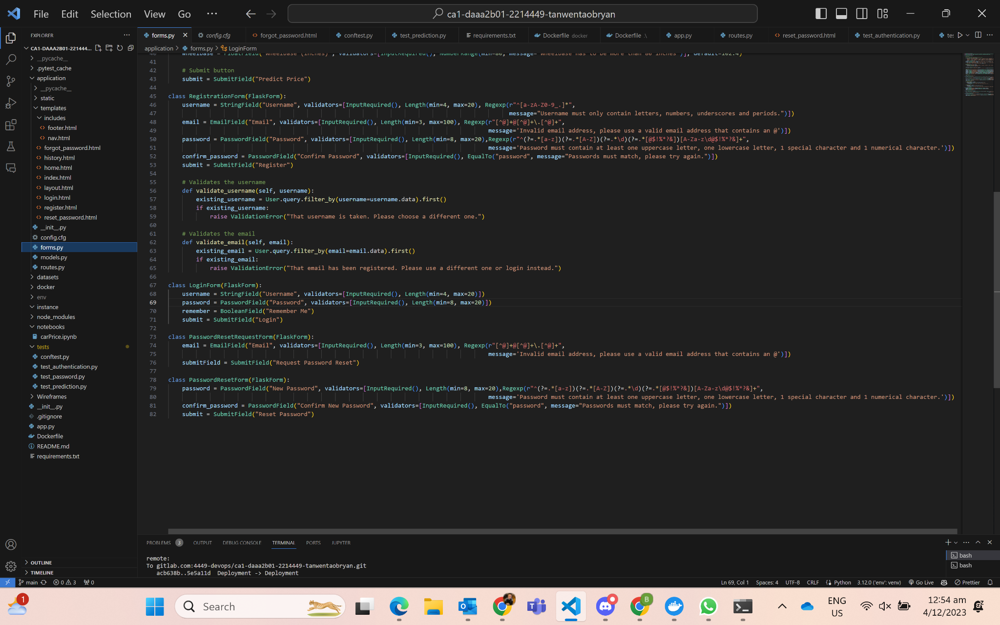 File Edit Selection View Go ca1-daaa2b01-2214449-tanwentaobryan
EXPLORER
forms.py config.cfg forgot_password.html conftest.py test_prediction.py requirements.txt Dockerfile docker Dockerfile .\ app.py routes.py reset_password.html test_authentication.py tes
CA1-DAAA2B01-221444...
application > forms.py > LoginForm
__pycache__
.pytest_cache
application
__pycache__
static
templates
includes
footer.html
nav.html
forgot_password.html
history.html
home.html
index.html
layout.html
login.html
register.html
reset_password.html
__init__.py
config.cfg
forms.py
models.py
routes.py
datasets
docker
env
instance
node_modules
notebooks
carPrice.ipynb
tests
conftest.py
test_authentication.py
test_password.py
test_prediction.py
Wireframes
__init__.py
.gitignore
app.py
Dockerfile
README.md
requirements.txt
OUTLINE
TIMELINE
40 wheelbase = FloatField("Wheelbase (inches)", validators=[InputRequired(), NumberRange(min=80, message="Wheelbase has to be more than 80 inches")], default=102.4)
41
42 # Submit button
43 submit = SubmitField("Predict Price")
44
45 class RegistrationForm(FlaskForm):
46 username = StringField("Username", validators=[InputRequired(), Length(min=4, max=20), Regexp(r"^[a-zA-Z0-9_.]*",
47 message="Username must only contain letters, numbers, underscores and periods.")])
48 email = EmailField("Email", validators=[InputRequired(), Length(min=3, max=100), Regexp(r"[^@]+@[^@]+\.[^@]+",
49 message='Invalid email address, please use a valid email address that contains an @')])
50 password = PasswordField("Password", validators=[InputRequired(), Length(min=8, max=20),Regexp(r"^(?=.*[a-z])(?=.*[A-Z])(?=.*\d)(?=.*[@$!%*?&])[A-Za-z\d@$!%*?&]+",
51 message='Password must contain at least one uppercase letter, one lowercase letter, 1 special character and 1 numerical character.')])
52 confirm_password = PasswordField("Confirm Password", validators=[InputRequired(), EqualTo("password", message="Passwords must match, please try again.")])
53 submit = SubmitField("Register")
54
55 # Validates the username
56 def validate_username(self, username):
57 existing_username = User.query.filter_by(username=username.data).first()
58 if existing_username:
59 raise ValidationError("That username is taken. Please choose a different one.")
60
61 # Validates the email
62 def validate_email(self, email):
63 existing_email = User.query.filter_by(email=email.data).first()
64 if existing_email:
65 raise ValidationError("That email has been registered. Please use a different one or login instead.")
66
67 class LoginForm(FlaskForm):
68 username = StringField("Username", validators=[InputRequired(), Length(min=4, max=20)])
69 password = PasswordField("Password", validators=[InputRequired(), Length(min=8, max=20)])
70 remember = BooleanField("Remember Me")
71 submit = SubmitField("Login")
72
73 class PasswordResetRequestForm(FlaskForm):
74 email = EmailField("Email", validators=[InputRequired(), Length(min=3, max=100), Regexp(r"[^@]+@[^@]+\.[^@]+",
75 message='Invalid email address, please use a valid email address that contains an @')])
76 submitField = SubmitField("Request Password Reset")
77
78 class PasswordResetForm(FlaskForm):
79 password = PasswordField("New Password", validators=[InputRequired(), Length(min=8, max=20),Regexp(r"^(?=.*[a-z])(?=.*[A-Z])(?=.*\d)(?=.*[@$!%*?&])[A-Za-z\d@$!%*?&]+",
80 message='Password must contain at least one uppercase letter, one lowercase letter, 1 special character and 1 numerical character.')])
81 confirm_password = PasswordField("Confirm New Password", validators=[InputRequired(), EqualTo("password", message="Passwords must match, please try again.")])
82 submit = SubmitField("Reset Password")
PROBLEMS 3 OUTPUT DEBUG CONSOLE TERMINAL PORTS JUPYTER
remote:
To gitlab.com:4449-devops/ca1-daaa2b01-2214449-tanwentaobryan.git
acb638b..5e5a11d Deployment -> Deployment
bash
bash
main 0 3 0 Ln 69, Col 1 Spaces: 4 UTF-8 CRLF Python 3.12.0 ('env': venv) Go Live Prettier
1 Search B ENG
US
12:54 am
4/12/2023